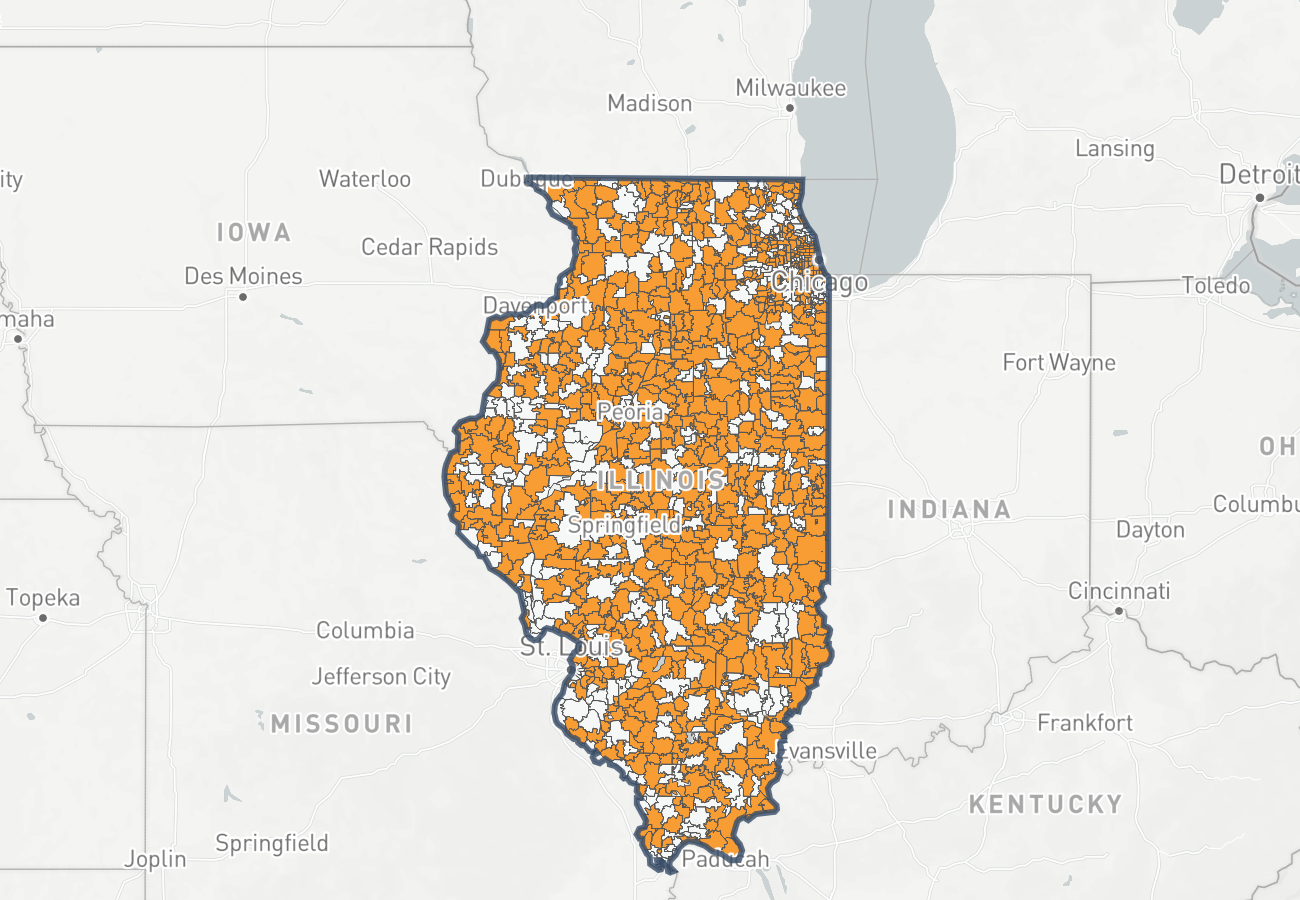 Milwaukee
Madison
Lansing
Detroit
ity
Waterloo
Dubuque
IOWA
Cedar Rapids
Des Moines
Chicago
Toledo
Davenport
maha
Fort Wayne
Peoria
OH
ILLINOIS
Columbu
INDIANA
Springfield
Dayton
Cincinnati
Topeka
Columbia
St. Louis
Jefferson City
MISSOURI
Frankfort
Evansville
KENTUCKY
Springfield
Joplin
Paducah